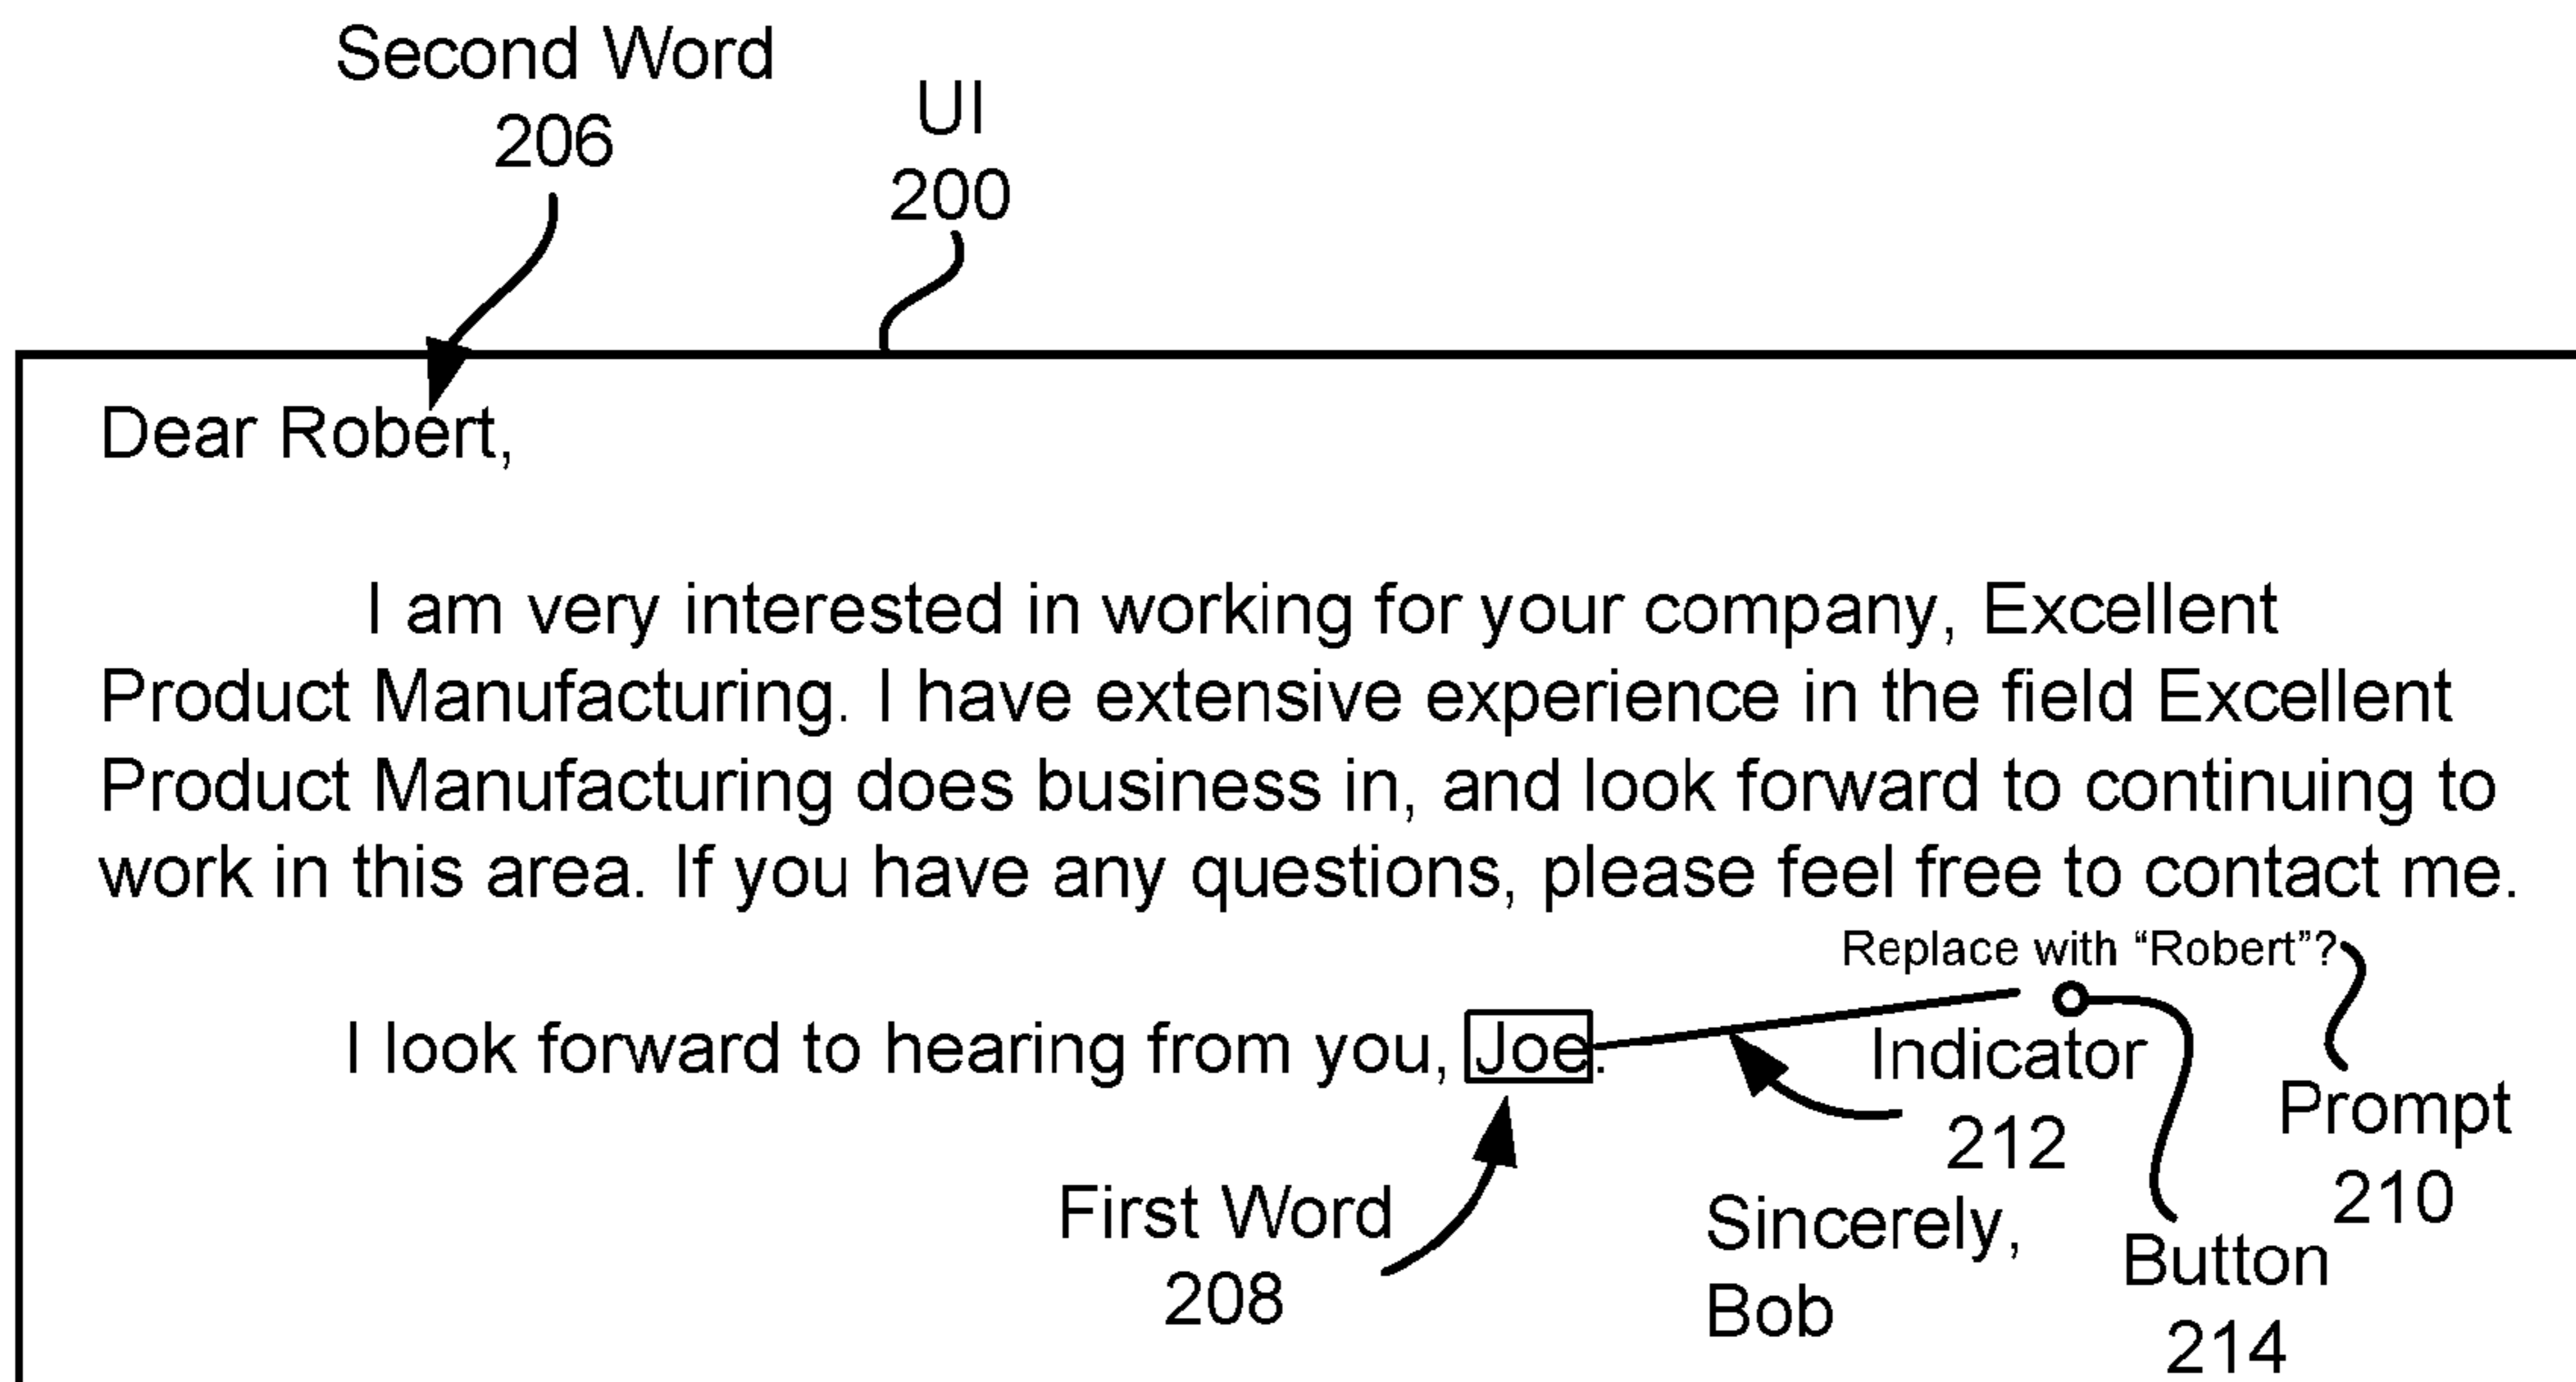 Second Word
206
UI
200
Dear Robert,
I am very interested in working for your company, Excellent
Product Manufacturing. I have extensive experience in the field Excellent
Product Manufacturing does business in, and look forward to continuing to
work in this area. If you have any questions, please feel free to contact me.
Replace with “Robert”?
I look forward to hearing from you, Joe.
Indicator
212
Prompt
210
First Word
208
Sincerely,
Bob
Button
214